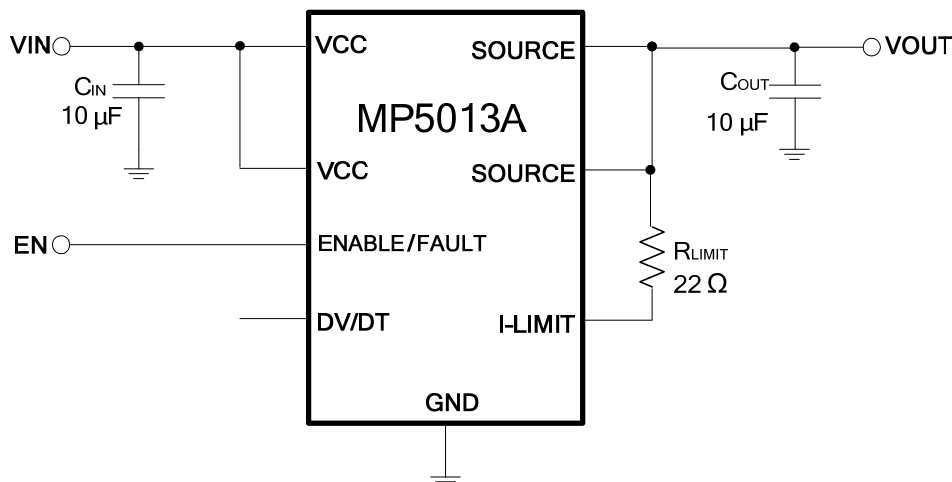 VIN
VCC
SOURCE
VOUT
CIN
10 µF
COUT
10 µF
MP5013A
VCC
SOURCE
EN
ENABLE/FAULT
RLIMIT
22 Ω
DV/DT
I-LIMIT
GND